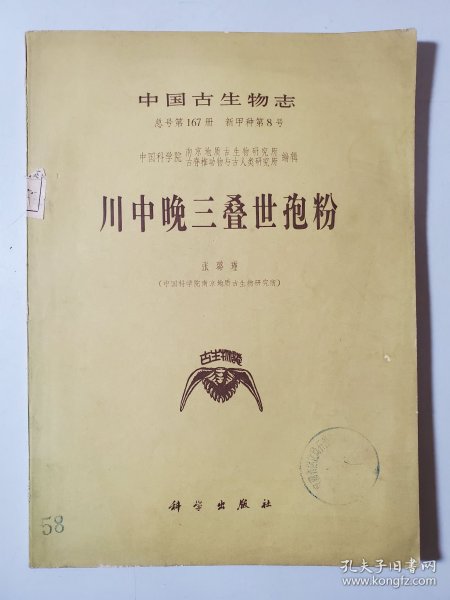 中国古生物志
总号第167册 新甲种第8号
中国科学院 南京地质古生物研究所 古脊椎动物与古人类研究所 编辑
川中晚三叠世孢粉
张璐瑾
(中国科学院南京地质古生物研究所)
古生物志
科学出版社
58
孔夫子旧书网
www.kongfz.com